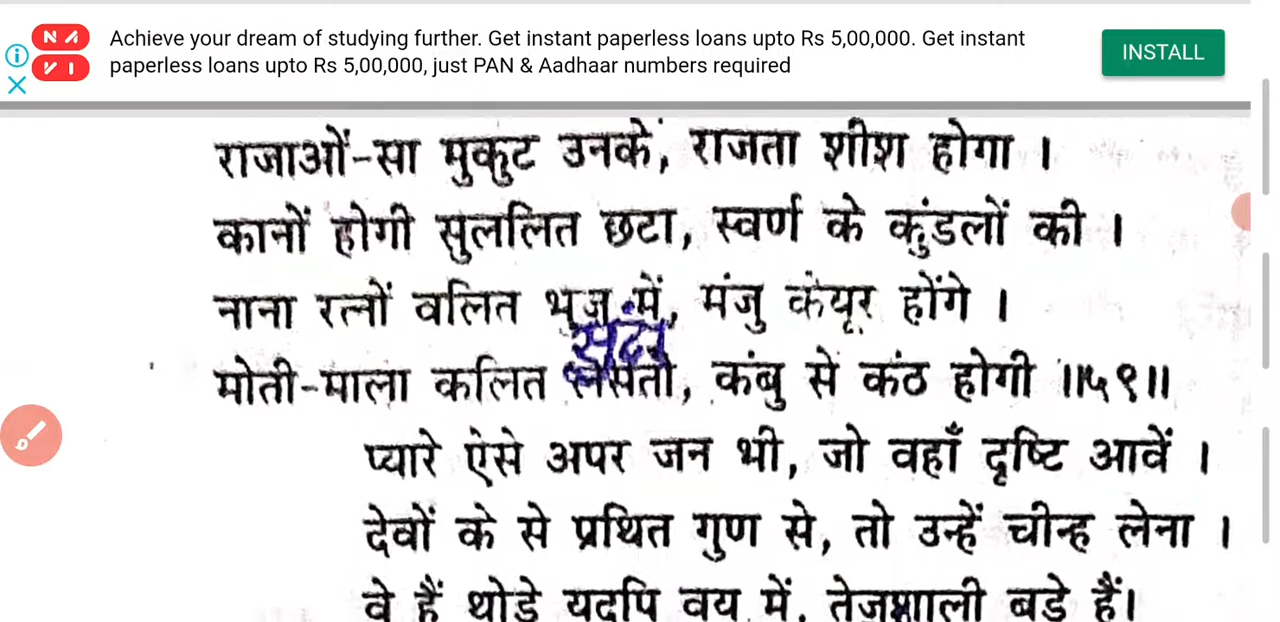 Achieve your dream of studying further. Get instant paperless loans upto Rs 5,00,000. Get instant
paperless loans upto Rs 5,00,000, just PAN & Aadhaar numbers required
INSTALL
राजाओं-सा मुकुट उनके, राजता शीश होगा ।
कानों होगी सुललित छटा, स्वर्ण के कुंडलों की ।
नाना रत्नों वलित भुज में, मंजु केयूर होंगे ।
मोती-माला कलित लसती, कंबु से कंठ होगी ॥५९॥
प्यारे ऐसे अपर जन भी, जो वहाँ दृष्टि आवें ।
देवों के से प्रथित गुण से, तो उन्हें चीन्ह लेना ।
वे हैं थोड़े यदपि वय में, तेजशाली बड़े हैं।